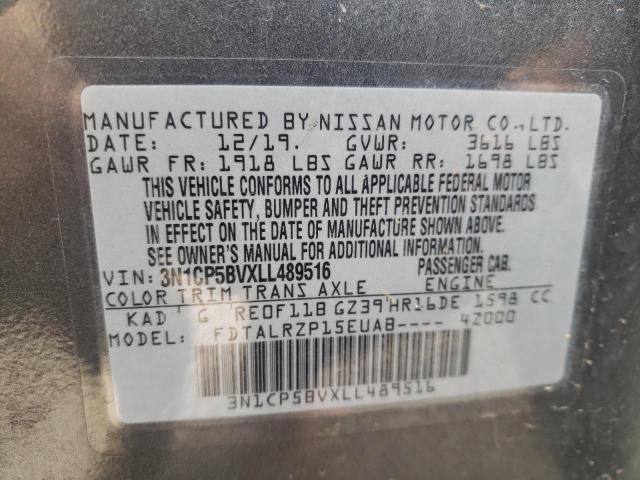 MANUFACTURED BY NISSAN MOTOR CO., LTD.
DATE: 12/19. GVWR: 3616 LBS
GAWR FR: 1918 LBS GAWR RR: 1698 LBS
THIS VEHICLE CONFORMS TO ALL APPLICABLE FEDERAL MOTOR
VEHICLE SAFETY, BUMPER AND THEFT PREVENTION STANDARDS
IN EFFECT ON THE DATE OF MANUFACTURE SHOWN ABOVE.
SEE OWNER'S MANUAL FOR ADDITIONAL INFORMATION.
VIN: 3N1CP5BVXLL489516 PASSENGER CAR.
COLOR TRIM TRANS AXLE ENGINE
KAD G RE0F11B GZ39 HR16DE 1598 CC
MODEL: FDTALRZP15EUAB---- 42000
3N1CP5BVXLL489516